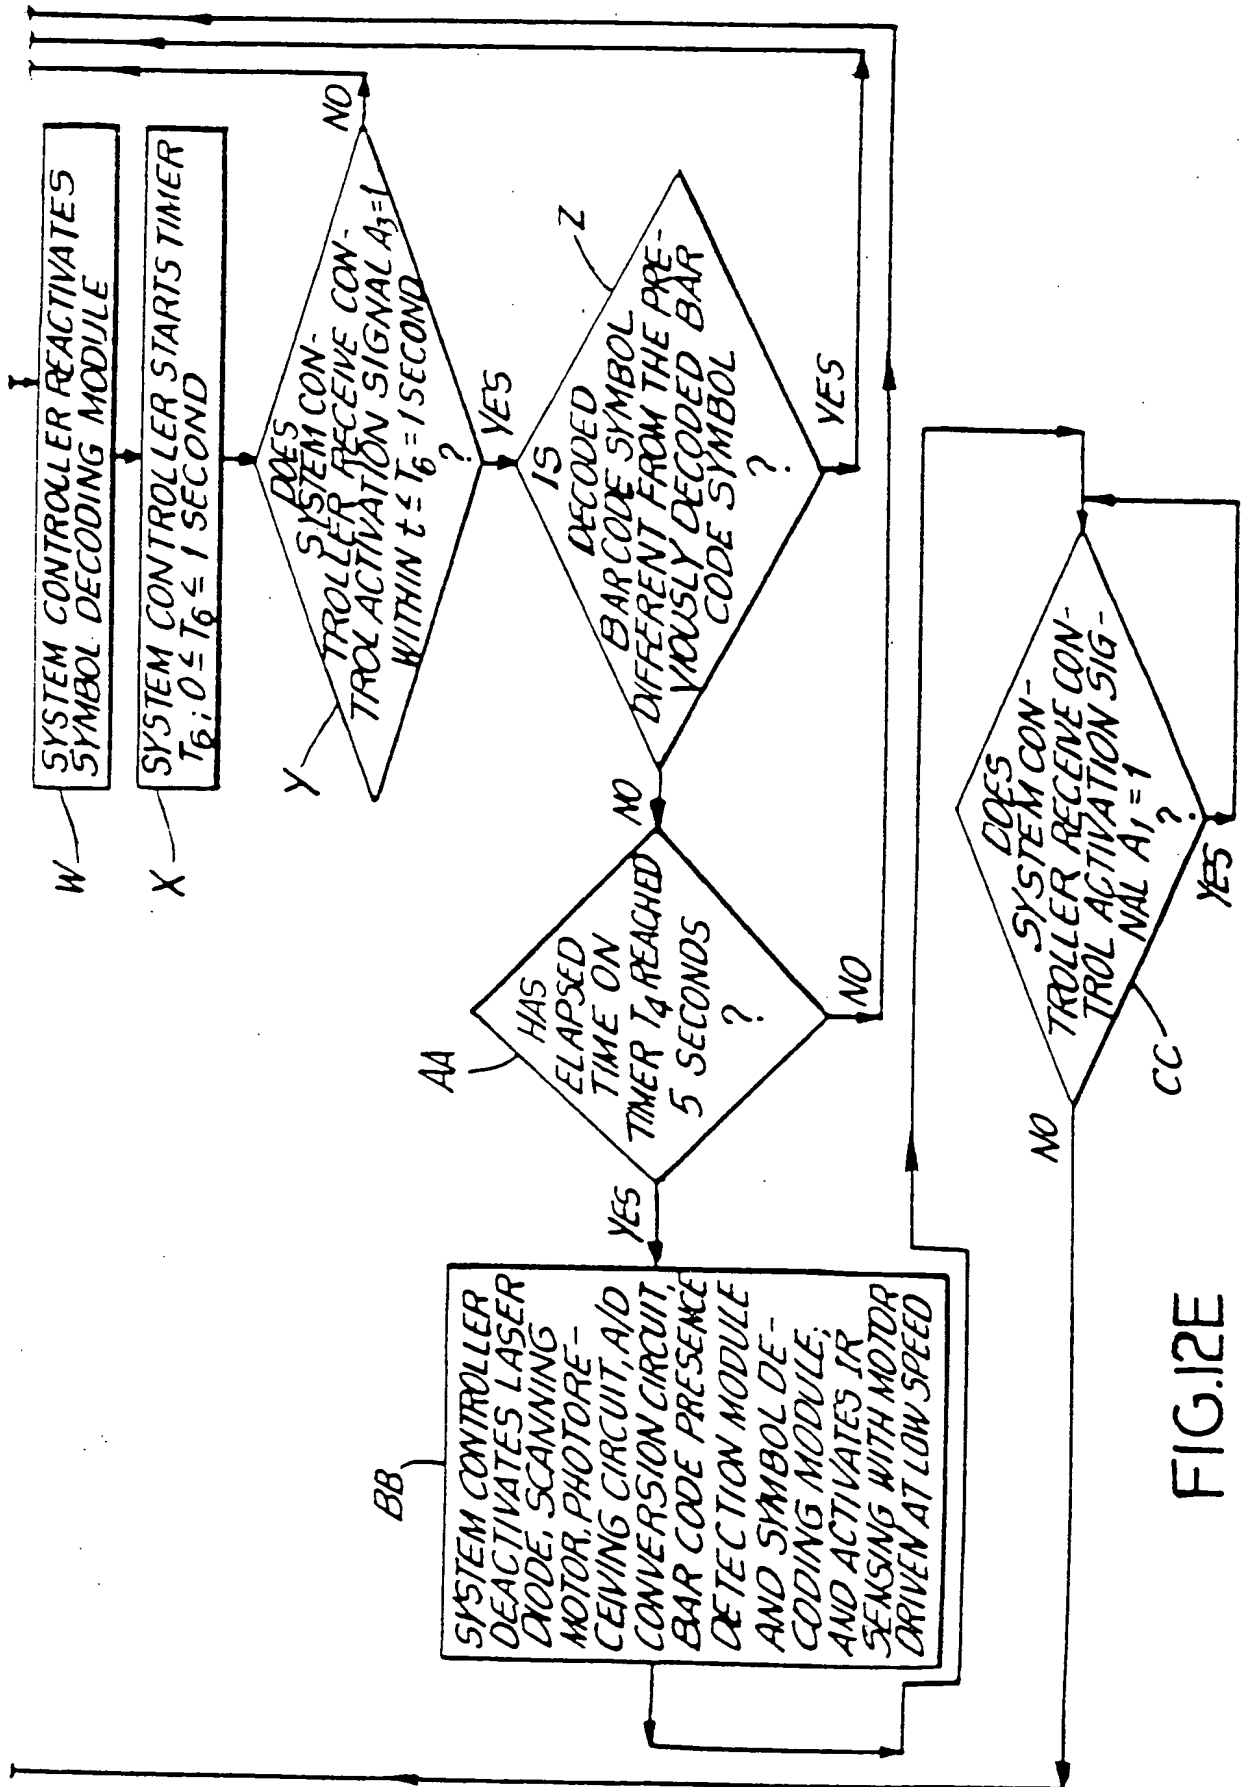 W
SYSTEM CONTROLLER REACTIVATES
SYMBOL DECODING MODULE
X
SYSTEM CONTROLLER STARTS TIMER
T6; 0 ≤ T6 ≤ 1 SECOND
Y
DOES
SYSTEM CON-
TROLLER RECEIVE CON-
TROL ACTIVATION SIGNAL A3=1
WITHIN t ≤ T6 = 1 SECOND
?
NO
YES
Z
IS
DECODED
BAR CODE SYMBOL
DIFFERENT FROM THE PRE-
VIOUSLY DECODED BAR
CODE SYMBOL
?
NO
YES
AA
HAS
ELAPSED
TIME ON
TIMER T4 REACHED
5 SECONDS
?
YES
NO
BB
SYSTEM CONTROLLER
DEACTIVATES LASER
DIODE, SCANNING
MOTOR, PHOTORE-
CEIVING CIRCUIT, A/D
CONVERSION CIRCUIT,
BAR CODE PRESENCE
DETECTION MODULE
AND SYMBOL DE-
CODING MODULE;
AND ACTIVATES IR
SENSING WITH MOTOR
DRIVEN AT LOW SPEED
DOES
SYSTEM CON-
TROLLER RECEIVE CON-
TROL ACTIVATION SIG-
NAL A1 = 1
?
NO
YES
CC
FIG.12E